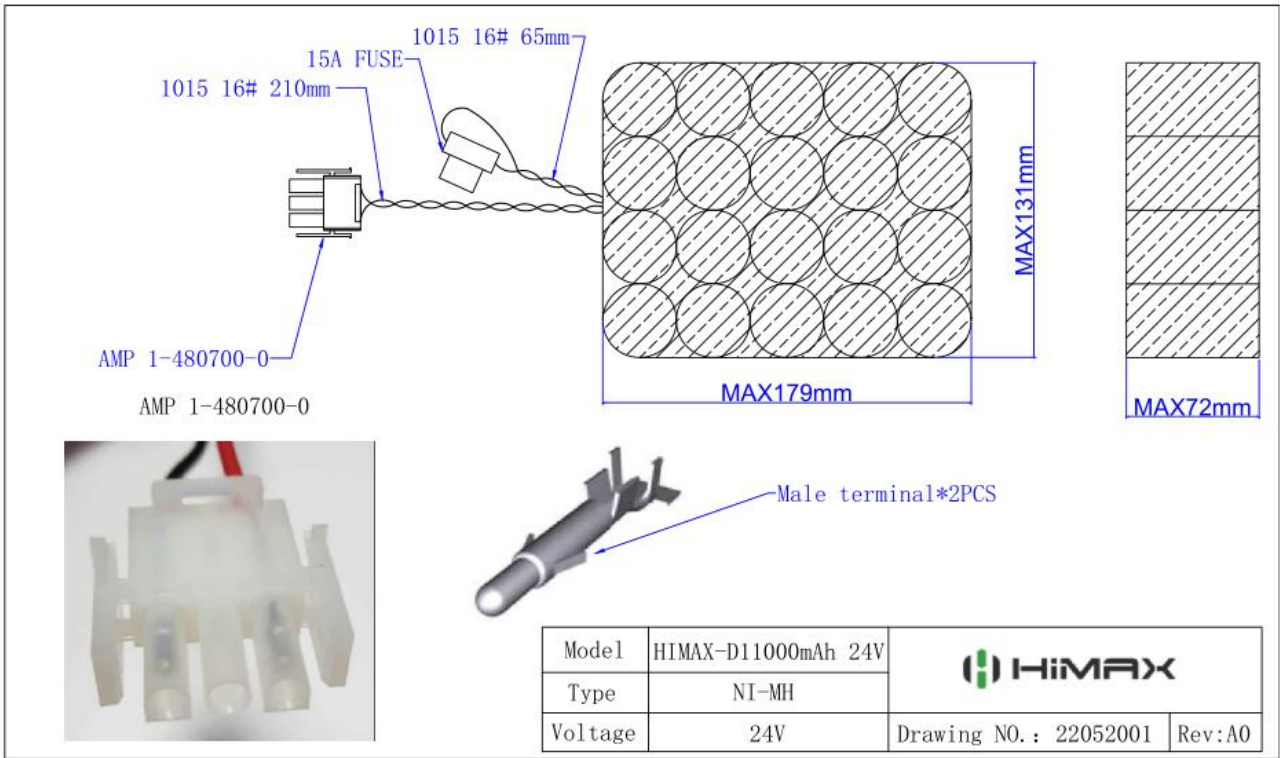 1015 16# 65mm
15A FUSE
1015 16# 210mm
MAX131mm
AMP 1-480700-0
MAX179mm
MAX72mm
AMP 1-480700-0
Male terminal*2PCS
Model HIMAX-D11000mAh 24V
HiMAX
Type NI-MH
Voltage 24V Drawing NO.: 22052001 Rev:A0